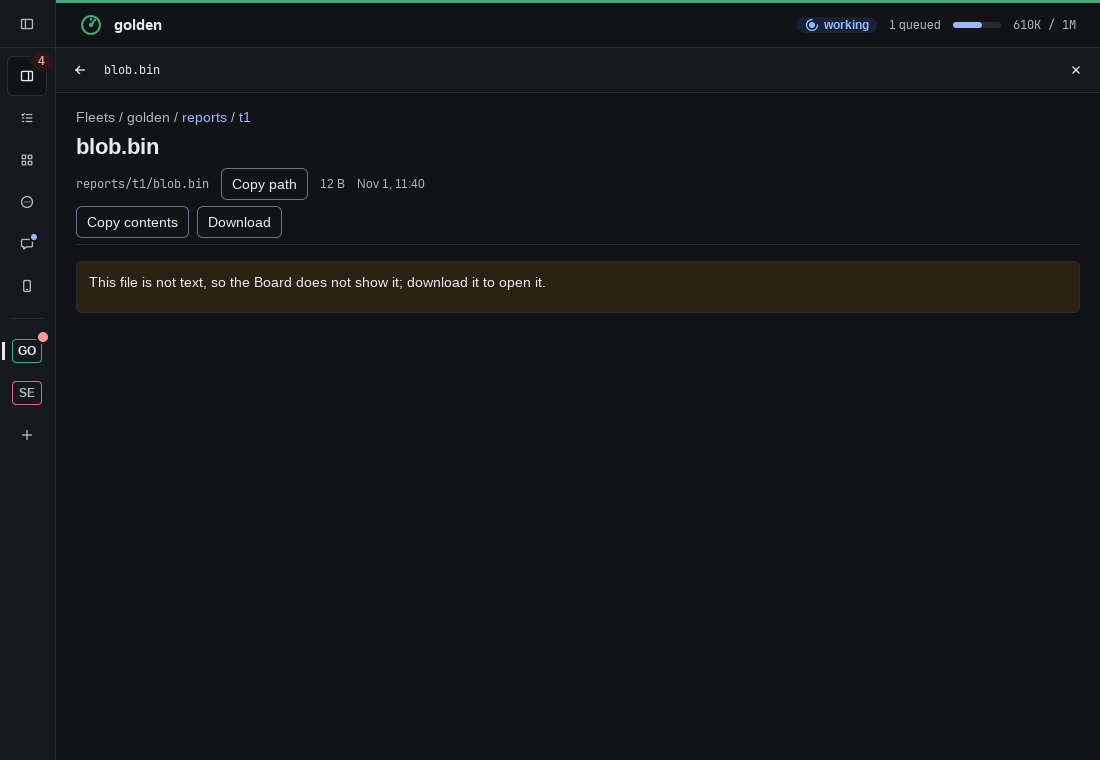 golden
working
1 queued
610K / 1M
4
blob.bin
Fleets / golden / reports / t1
blob.bin
reports/t1/blob.bin
Copy path
12 B
Nov 1, 11:40
Copy contents
Download
This file is not text, so the Board does not show it; download it to open it.
GO
SE